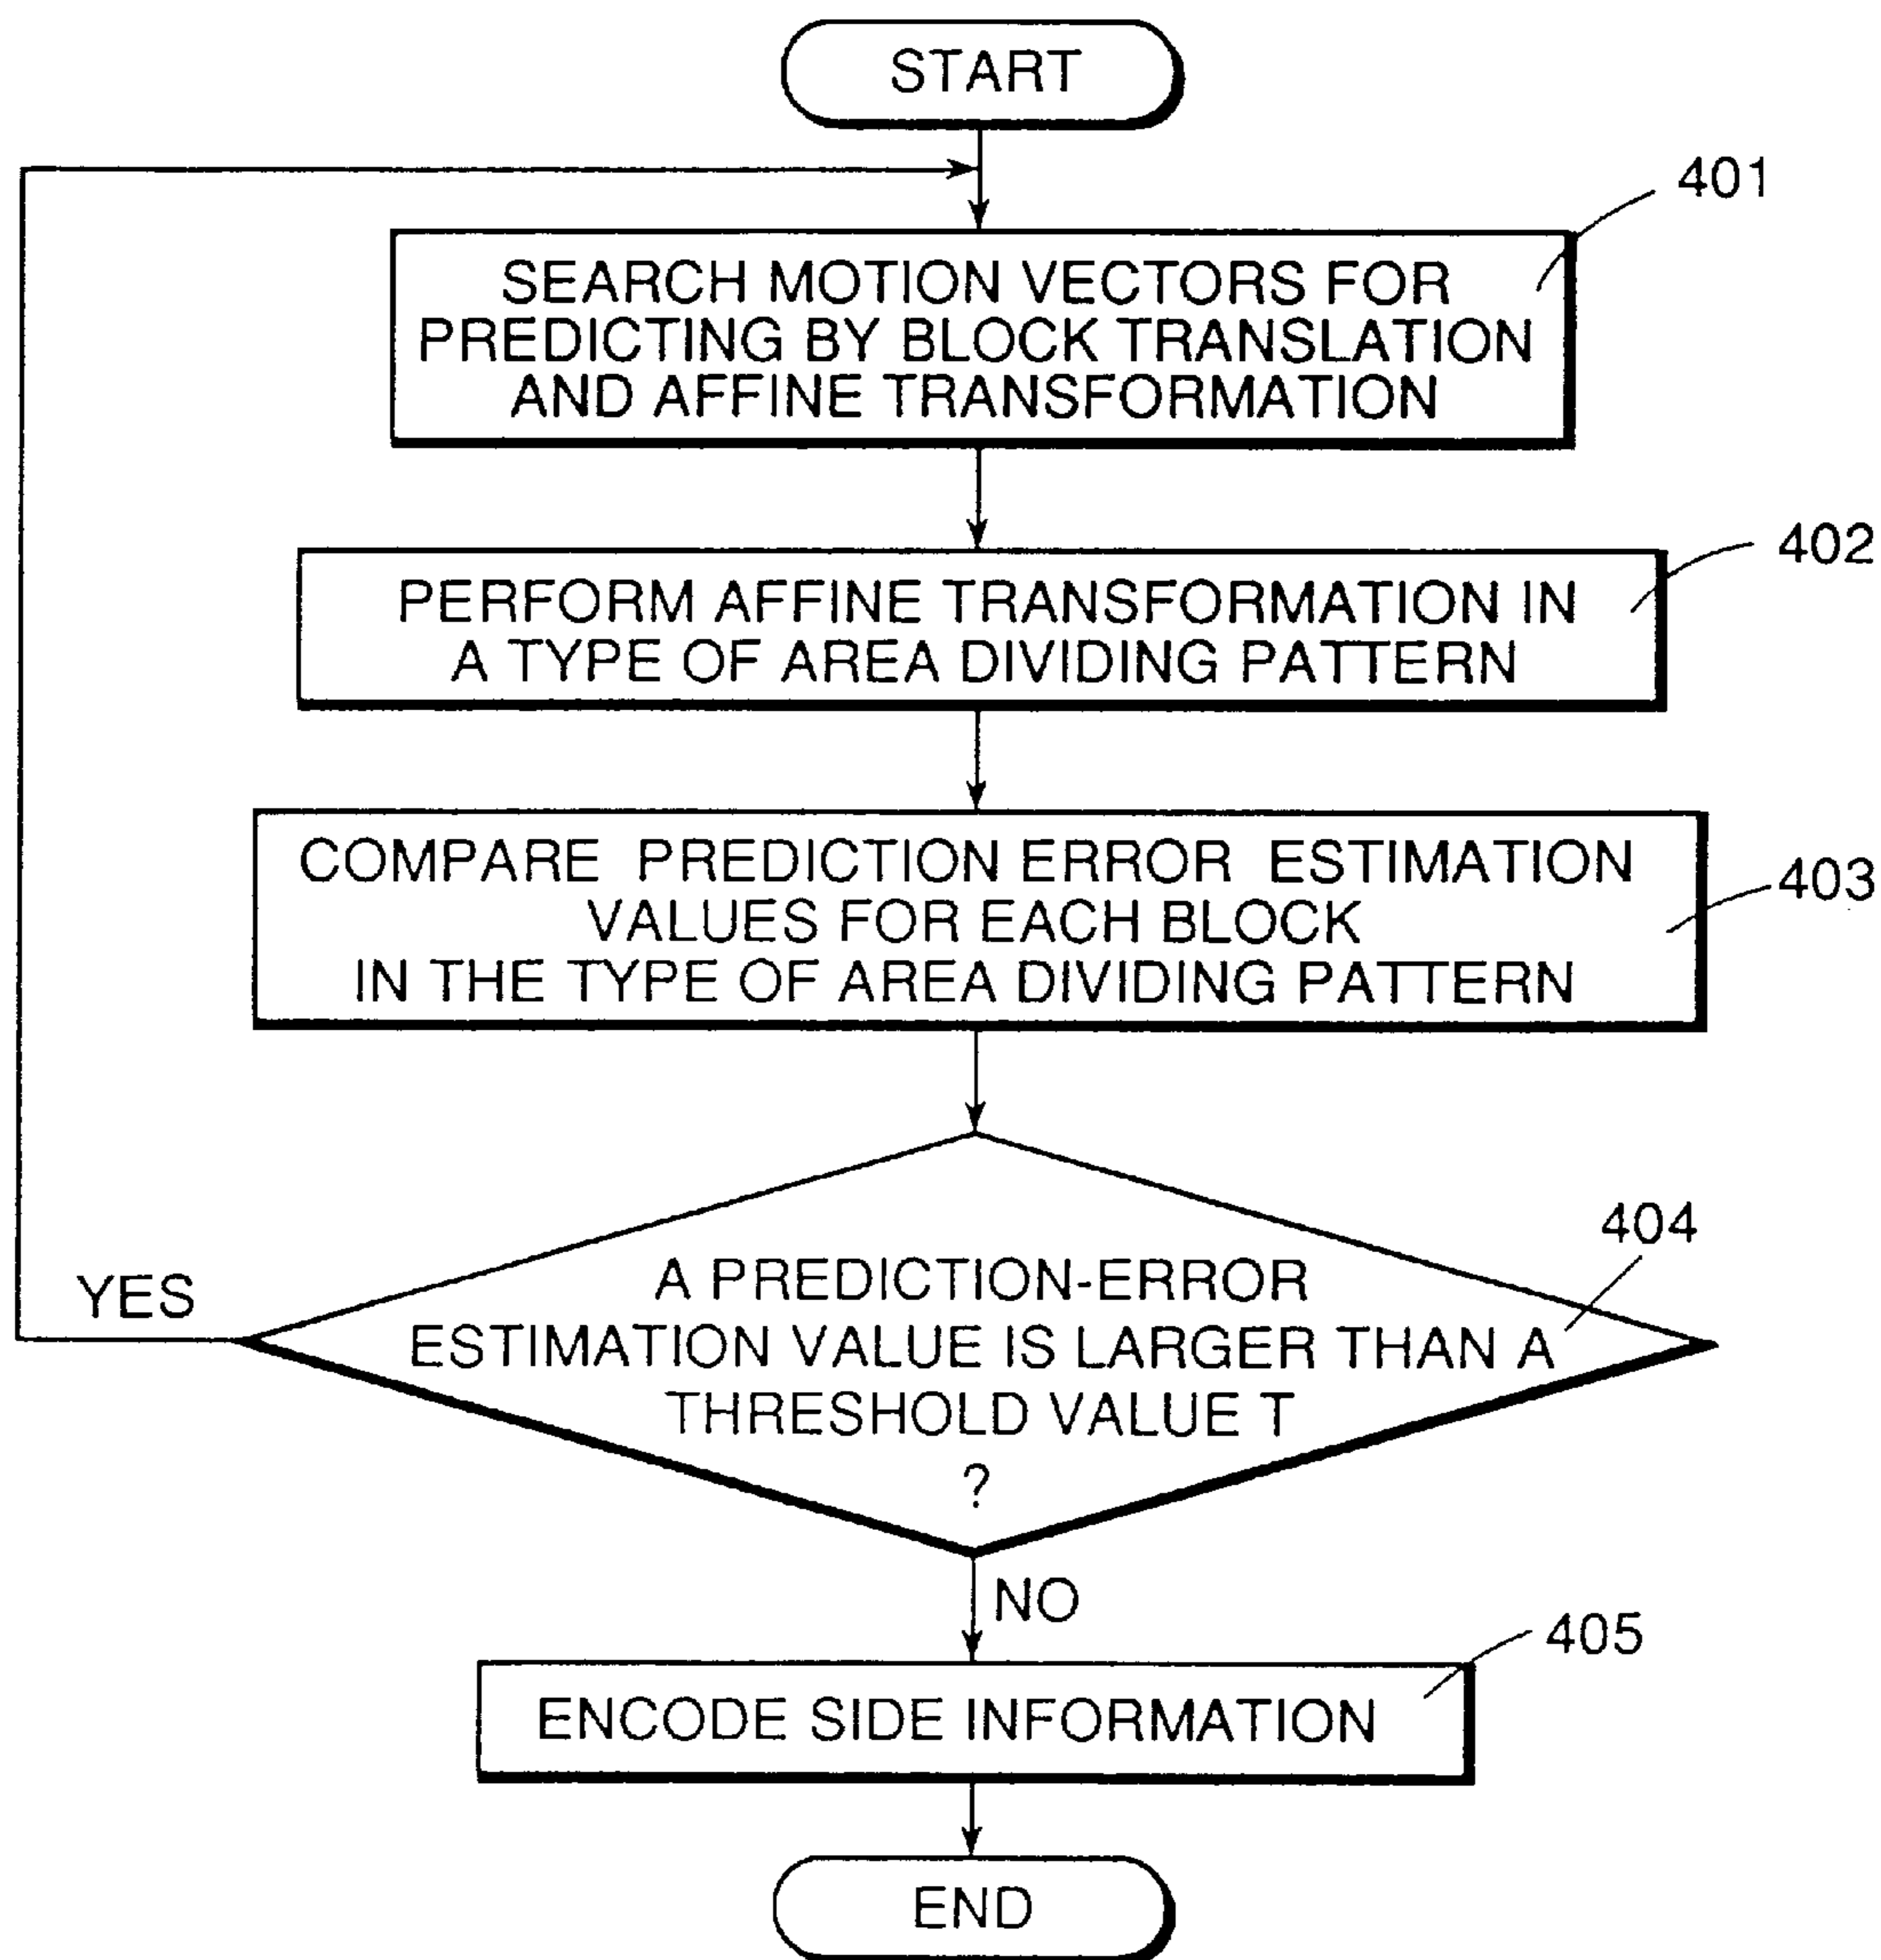 START
401
SEARCH MOTION VECTORS FOR
PREDICTING BY BLOCK TRANSLATION
AND AFFINE TRANSFORMATION
402
PERFORM AFFINE TRANSFORMATION IN
A TYPE OF AREA DIVIDING PATTERN
COMPARE PREDICTION ERROR ESTIMATION
VALUES FOR EACH BLOCK
IN THE TYPE OF AREA DIVIDING PATTERN
403
404
A PREDICTION-ERROR
ESTIMATION VALUE IS LARGER THAN A
THRESHOLD VALUE T
?
YES
NO
405
ENCODE SIDE INFORMATION
END